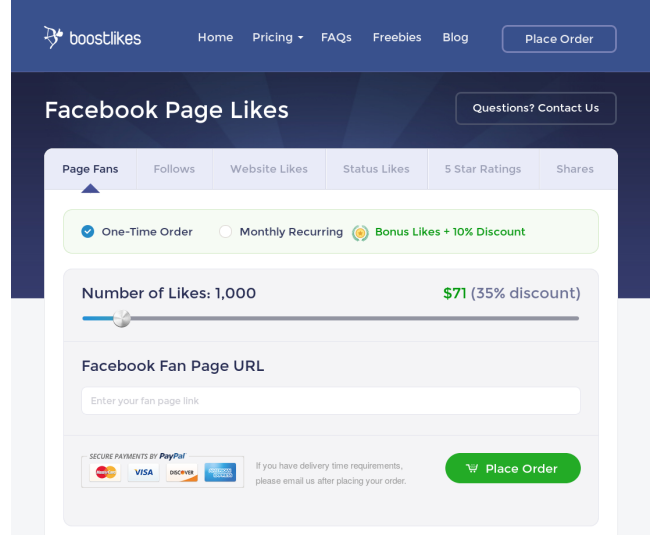 boostlikes
Home Pricing FAQs Freebies Blog Place Order
Facebook Page Likes
Questions? Contact Us
Page Fans Follows Website Likes Status Likes 5 Star Ratings Shares
One-Time Order Monthly Recurring Bonus Likes + 10% Discount
Number of Likes: 1,000 $71 (35% discount)
Facebook Fan Page URL
Enter your fan page link
SECURE PAYMENTS BY PayPal
VISA DISCOVER
If you have delivery time requirements,
please email us after placing your order.
Place Order